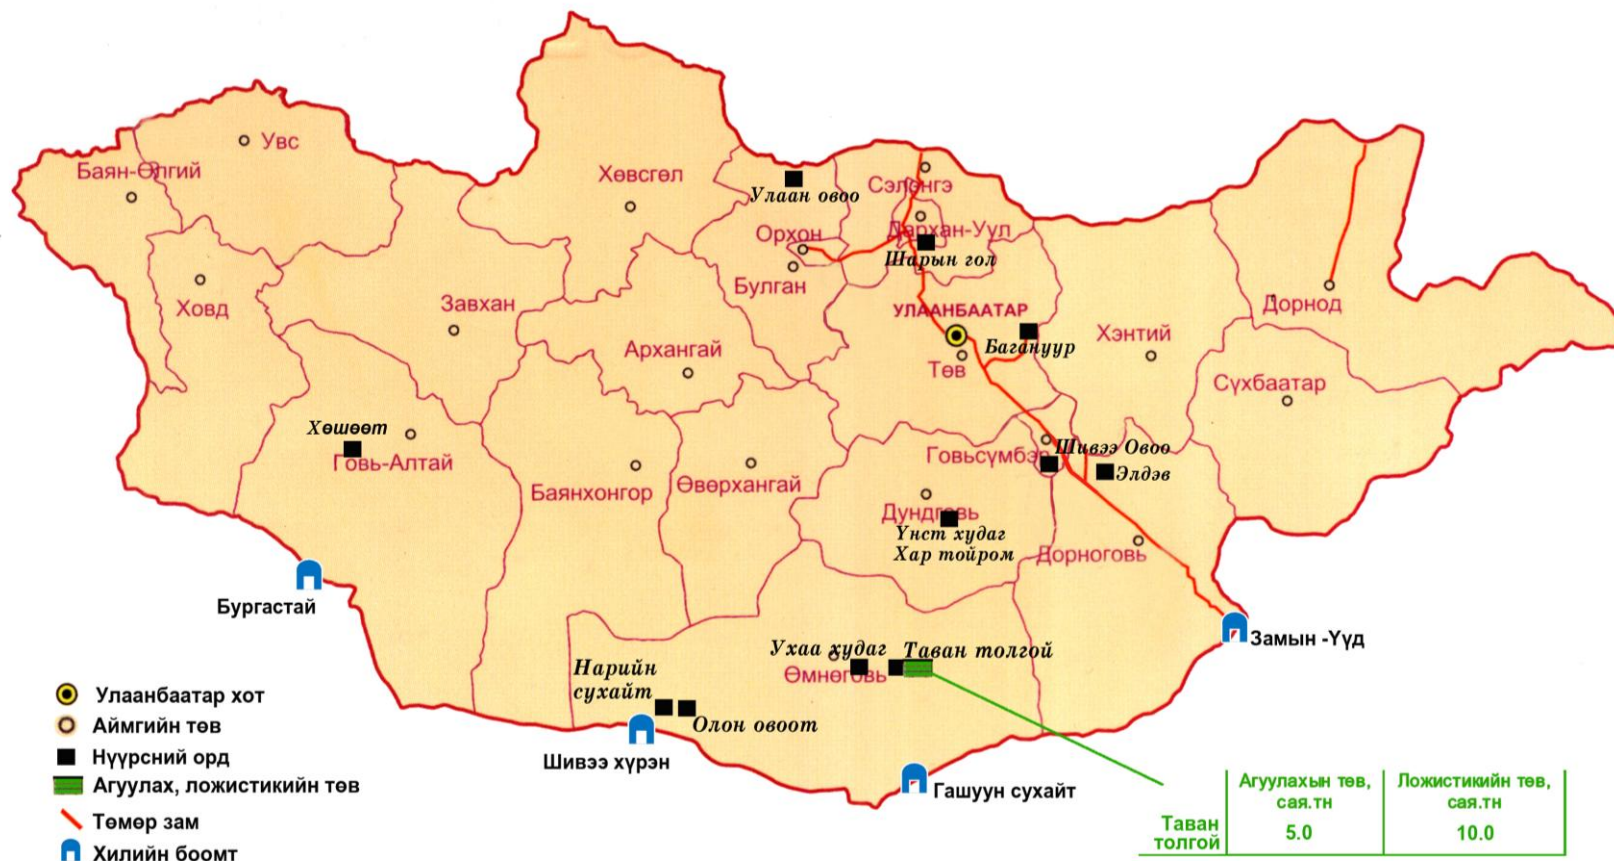 Увс
Баян-Өлгий
Хөвсгөл
Улаан овоо
Сэлэнгэ
Орхон
Дархан-Уул
Шарын гол
Булган
Ховд
Завхан
УЛААНБААТАР
Дорнод
Багануур
Хэнтий
Архангай
Төв
Сүхбаатар
Хөшөөт
Говь-Алтай
Говьсүмбэр
Шивээ Овоо
Элдэв
Баянхонгор
Өвөрхангай
Дундговь
Үнст худаг
Хар тойром
Дорноговь
Бургастай
Замын -Үүд
Ухаа худаг
Таван толгой
Өмнөговь
Нарийн
сухайт
Олон овоот
Шивээ хүрэн
Гашуун сухайт
Улаанбаатар хот
Аймгийн төв
Нүүрсний орд
Агуулах, ложистикийн төв
Төмөр зам
Хилийн боомт
Агуулахын төв,
сая.тн
Ложистикийн төв,
сая.тн
Таван
толгой
5.0
10.0